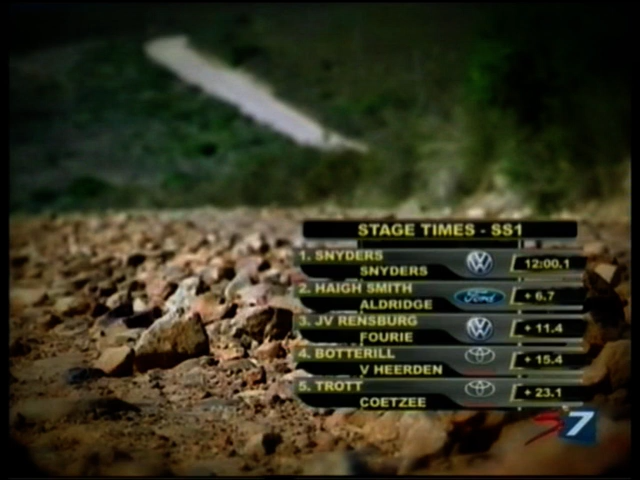 STAGE TIMES - SS1
1. SNYDERS
SNYDERS
12:00.1
2. HAIGH SMITH
ALDRIDGE
Ford
+ 6.7
3. JV RENSBURG
FOURIE
+ 11.4
4. BOTTERILL
V HEERDEN
+ 15.4
5. TROTT
COETZEE
+ 23.1
S7